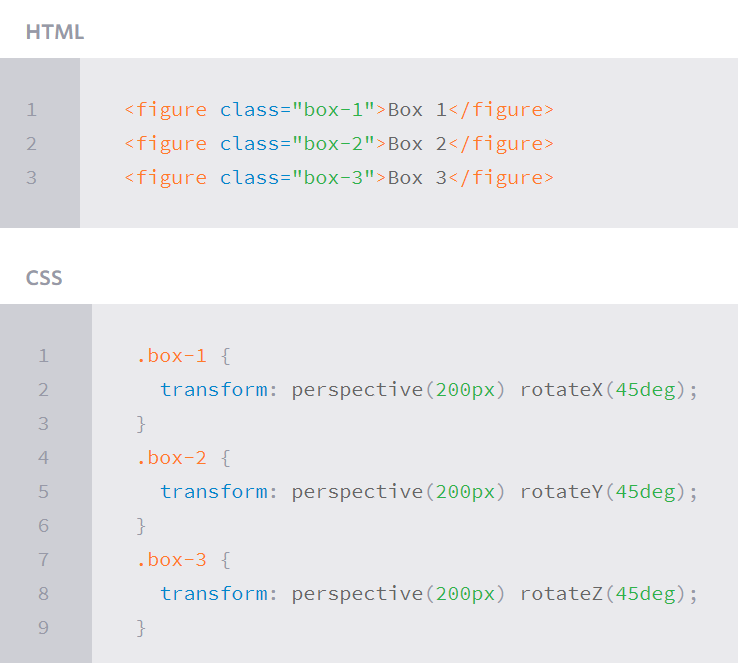 HTML
1 <figure class="box-1">Box 1</figure>
2 <figure class="box-2">Box 2</figure>
3 <figure class="box-3">Box 3</figure>
CSS
1 .box-1 {
2   transform: perspective(200px) rotateX(45deg);
3 }
4 .box-2 {
5   transform: perspective(200px) rotateY(45deg);
6 }
7 .box-3 {
8   transform: perspective(200px) rotateZ(45deg);
9 }